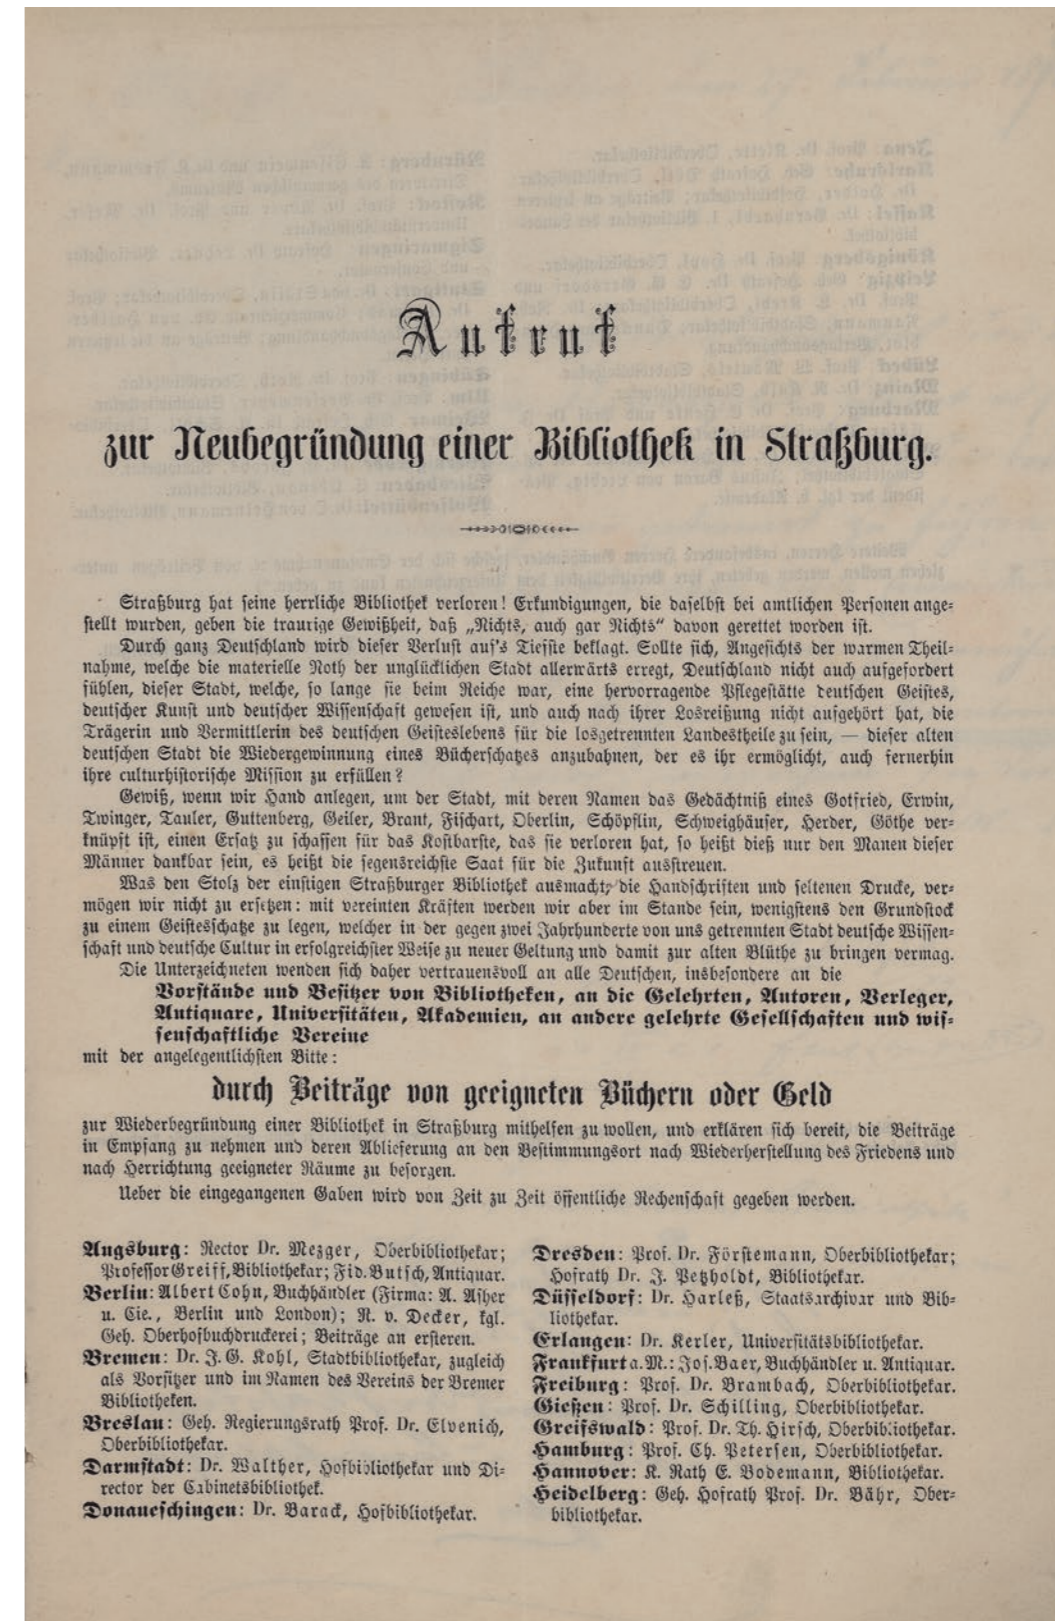 Aufruf
zur Neubegründung einer Bibliothek in Straßburg.
Straßburg hat seine herrliche Bibliothek verloren! Erkundigungen, die daselbst bei amtlichen Personen ange-
stellt wurden, geben die traurige Gewißheit, daß „Nichts, auch gar Nichts“ davon gerettet worden ist.
Durch ganz Deutschland wird dieser Verlust auf's Tiefste beklagt. Sollte sich, Angesichts der warmen Theil-
nahme, welche die materielle Noth der unglücklichen Stadt allerwärts erregt, Deutschland nicht auch aufgefordert
fühlen, dieser Stadt, welche, so lange sie beim Reiche war, eine hervorragende Pflegestätte deutschen Geistes,
deutscher Kunst und deutscher Wissenschaft gewesen ist, und auch nach ihrer Losreißung nicht aufgehört hat, die
Trägerin und Vermittlerin des deutschen Geisteslebens für die losgetrennten Landestheile zu sein, — dieser alten
deutschen Stadt die Wiedergewinnung eines Bücherschatzes anzubahnen, der es ihr ermöglicht, auch fernerhin
ihre culturhistorische Mission zu erfüllen?
Gewiß, wenn wir Hand anlegen, um der Stadt, mit deren Namen das Gedächtniß eines Gotfried, Erwin,
Twinger, Tauler, Guttenberg, Geiler, Brant, Fischart, Oberlin, Schöpflin, Schweighäuser, Herder, Göthe ver-
knüpft ist, einen Ersatz zu schaffen für das Kostbarste, das sie verloren hat, so heißt dieß nur den Manen dieser
Männer dankbar sein, es heißt die segensreichste Saat für die Zukunft ausstreuen.
Was den Stolz der einstigen Straßburger Bibliothek ausmacht, die Handschriften und seltenen Drucke, ver-
mögen wir nicht zu ersetzen: mit vereinten Kräften werden wir aber im Stande sein, wenigstens den Grundstock
zu einem Geistesschatze zu legen, welcher in der gegen zwei Jahrhunderte von uns getrennten Stadt deutsche Wissen-
schaft und deutsche Cultur in erfolgreichster Weise zu neuer Geltung und damit zur alten Blüthe zu bringen vermag.
Die Unterzeichneten wenden sich daher vertrauensvoll an alle Deutschen, insbesondere an die
Vorstände und Besitzer von Bibliotheken, an die Gelehrten, Autoren, Verleger,
Antiquare, Universitäten, Akademien, an andere gelehrte Gesellschaften und wis-
senschaftliche Vereine
mit der angelegentlichsten Bitte:
durch Beiträge von geeigneten Büchern oder Geld
zur Wiederbegründung einer Bibliothek in Straßburg mithelfen zu wollen, und erklären sich bereit, die Beiträge
in Empfang zu nehmen und deren Ablieferung an den Bestimmungsort nach Wiederherstellung des Friedens und
nach Herrichtung geeigneter Räume zu besorgen.
Ueber die eingegangenen Gaben wird von Zeit zu Zeit öffentliche Rechenschaft gegeben werden.
Augsburg: Rector Dr. Mezger, Oberbibliothekar;
Professor Greiff, Bibliothekar; Fid. Butsch, Antiquar.
Berlin: Albert Cohn, Buchhändler (Firma: A. Asher
u. Cie., Berlin und London); R. v. Decker, kgl.
Geh. Oberhofbuchdruckerei; Beiträge an ersteren.
Bremen: Dr. J. G. Kohl, Stadtbibliothekar, zugleich
als Vorsitzer und im Namen des Vereins der Bremer
Bibliotheken.
Breslau: Geh. Regierungsrath Prof. Dr. Elvenich,
Oberbibliothekar.
Darmstadt: Dr. Walther, Hofbibliothekar und Di-
rector der Cabinetsbibliothek.
Donaueschingen: Dr. Barack, Hofbibliothekar.
Dresden: Prof. Dr. Förstemann, Oberbibliothekar;
Hofrath Dr. J. Petzholdt, Bibliothekar.
Düsseldorf: Dr. Harleß, Staatsarchivar und Bib-
liothekar.
Erlangen: Dr. Kerler, Universitätsbibliothekar.
Frankfurt a. M.: Jos. Baer, Buchhändler u. Antiquar.
Freiburg: Prof. Dr. Brambach, Oberbibliothekar.
Gießen: Prof. Dr. Schilling, Oberbibliothekar.
Greifswald: Prof. Dr. Th. Hirsch, Oberbibliothekar.
Hamburg: Prof. Ch. Petersen, Oberbibliothekar.
Hannover: K. Rath E. Bodemann, Bibliothekar.
Heidelberg: Geh. Hofrath Prof. Dr. Bähr, Ober-
bibliothekar.